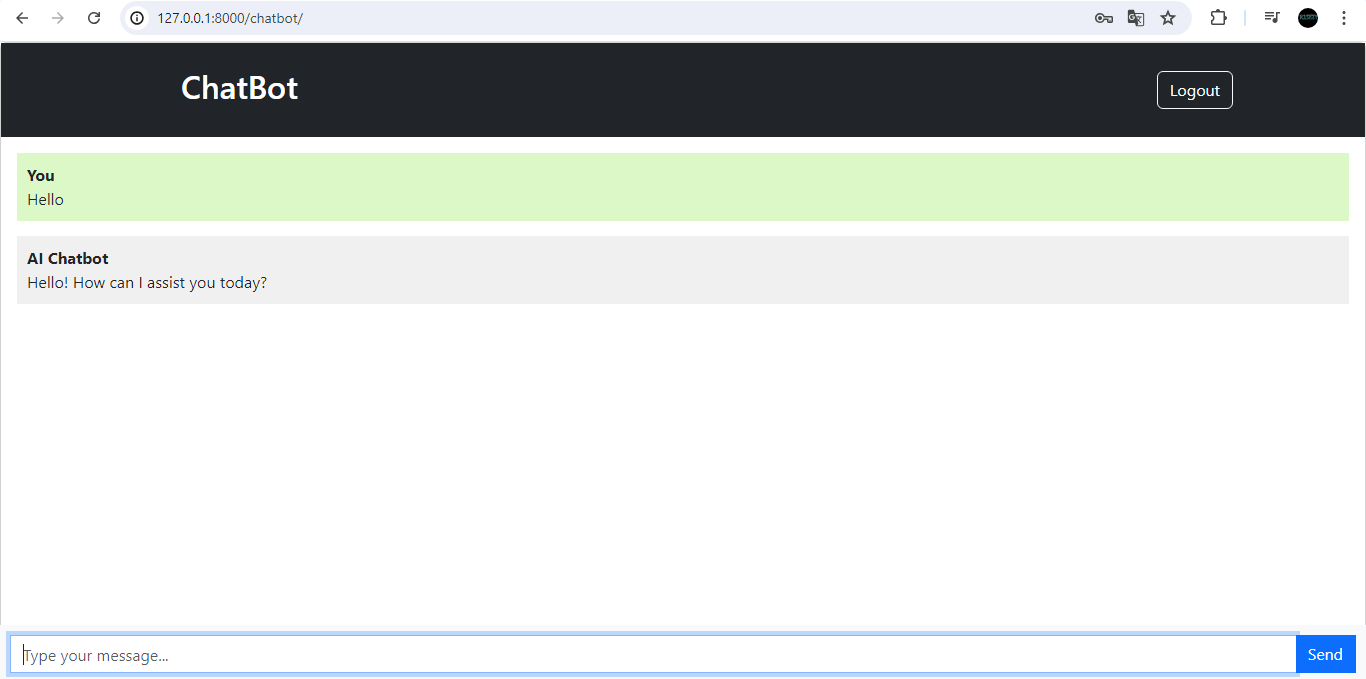 127.0.0.1:8000/chatbot/
ChatBot
Logout
You
Hello
AI Chatbot
Hello! How can I assist you today?
Type your message...
Send